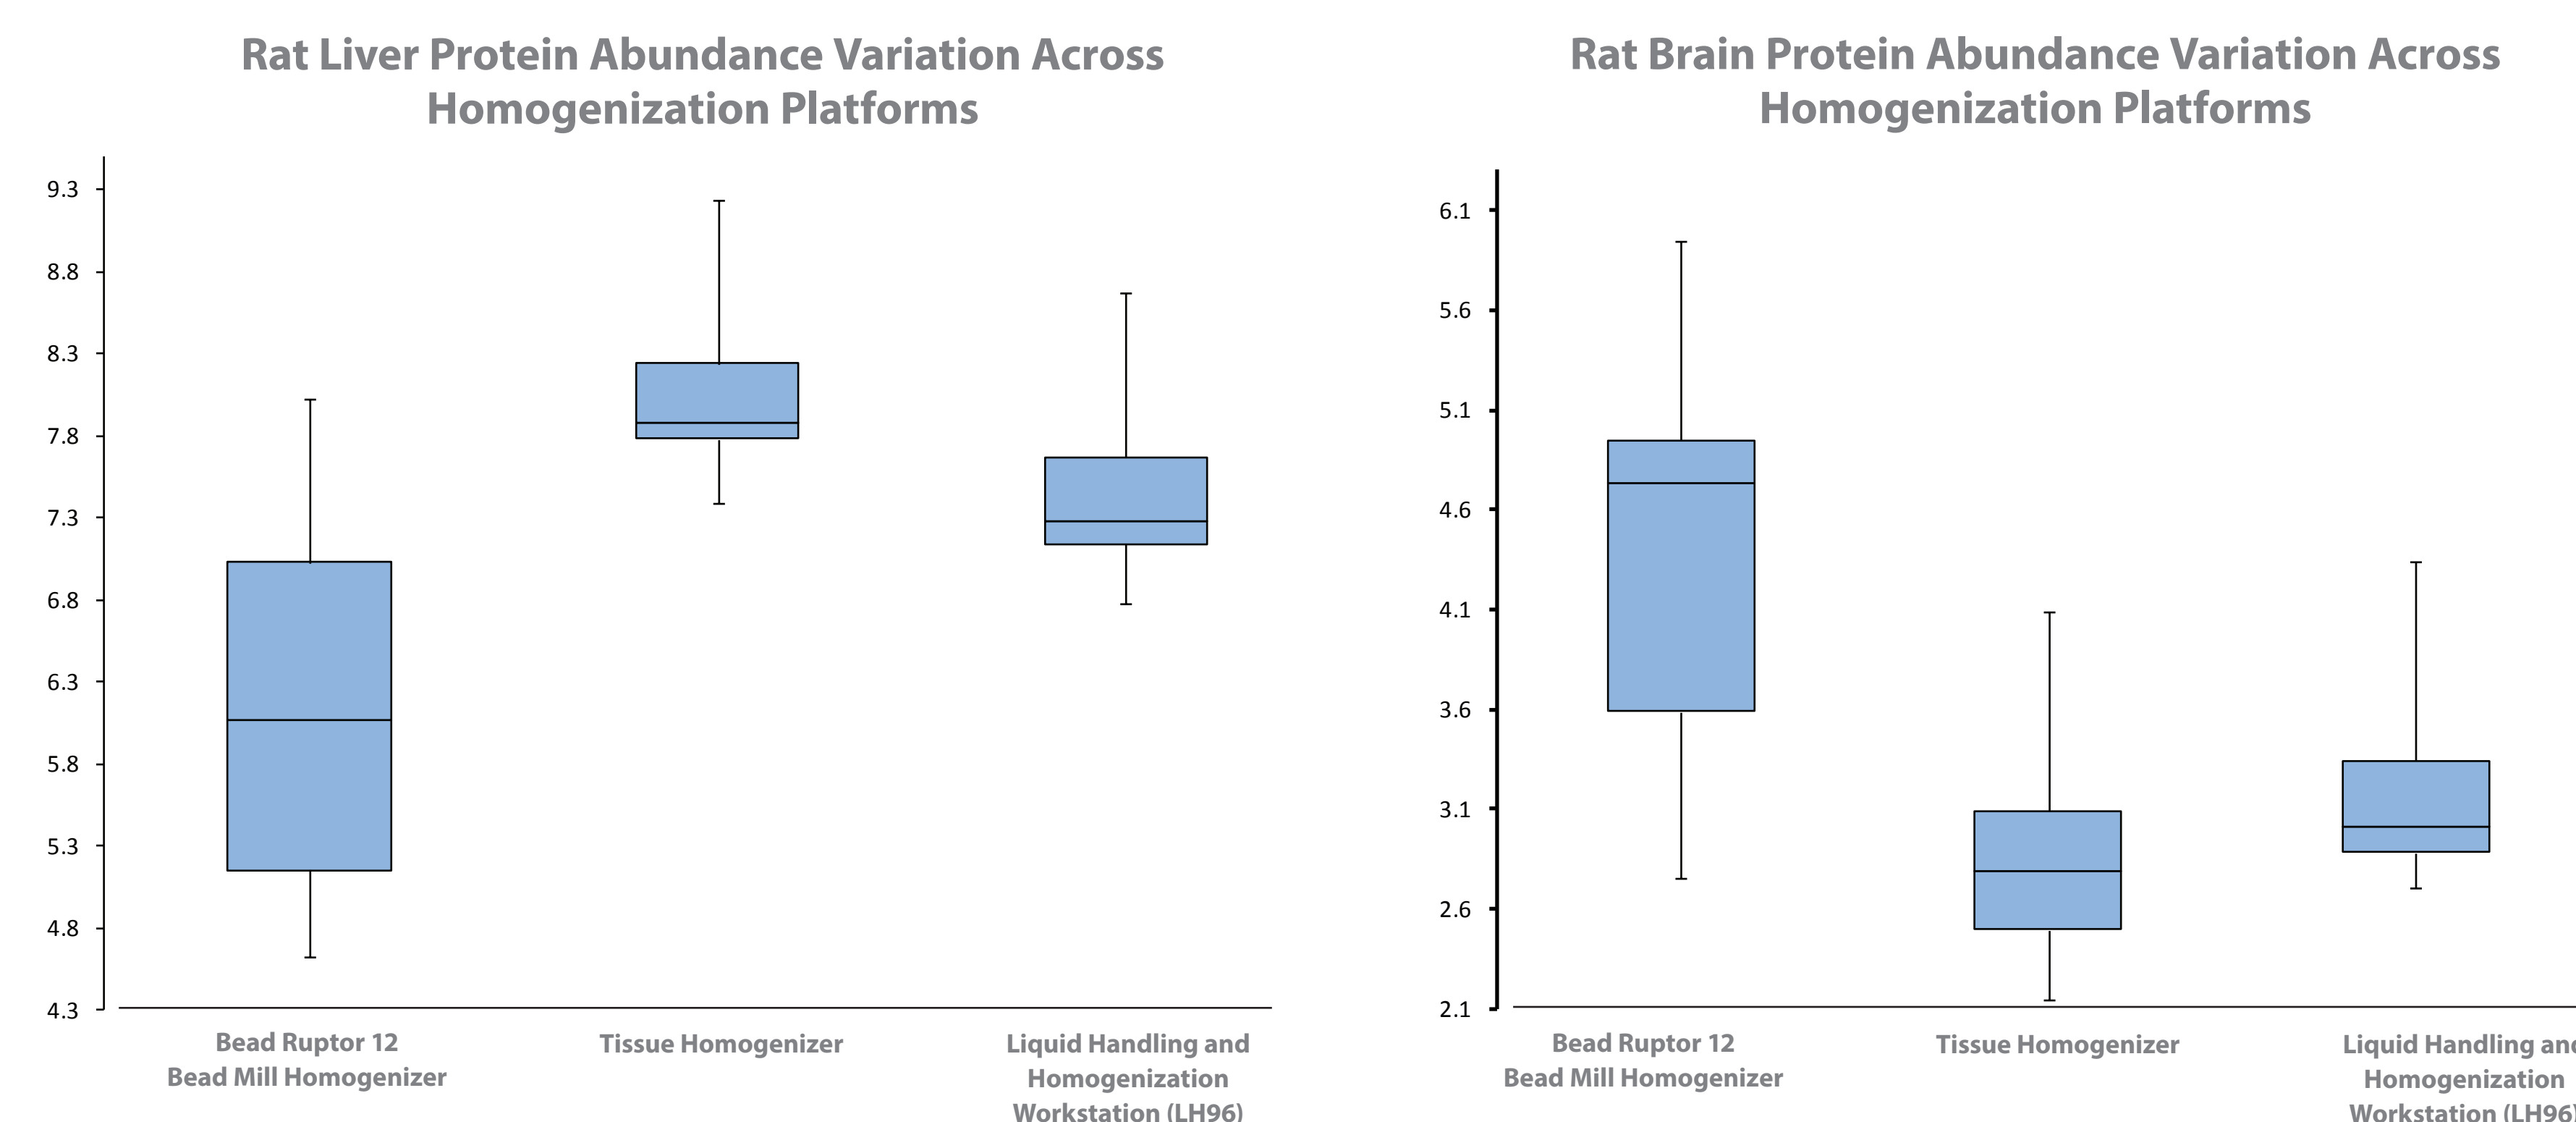 Rat Liver Protein Abundance Variation Across
Homogenization Platforms
9.3
8.8
8.3
7.8
7.3
6.8
6.3
5.8
5.3
4.8
4.3
Bead Ruptor 12
Bead Mill Homogenizer
Tissue Homogenizer
Liquid Handling and
Homogenization
Workstation (LH96)
Rat Brain Protein Abundance Variation Across
Homogenization Platforms
6.1
5.6
5.1
4.6
4.1
3.6
3.1
2.6
2.1
Bead Ruptor 12
Bead Mill Homogenizer
Tissue Homogenizer
Liquid Handling and
Homogenization
Workstation (LH96)